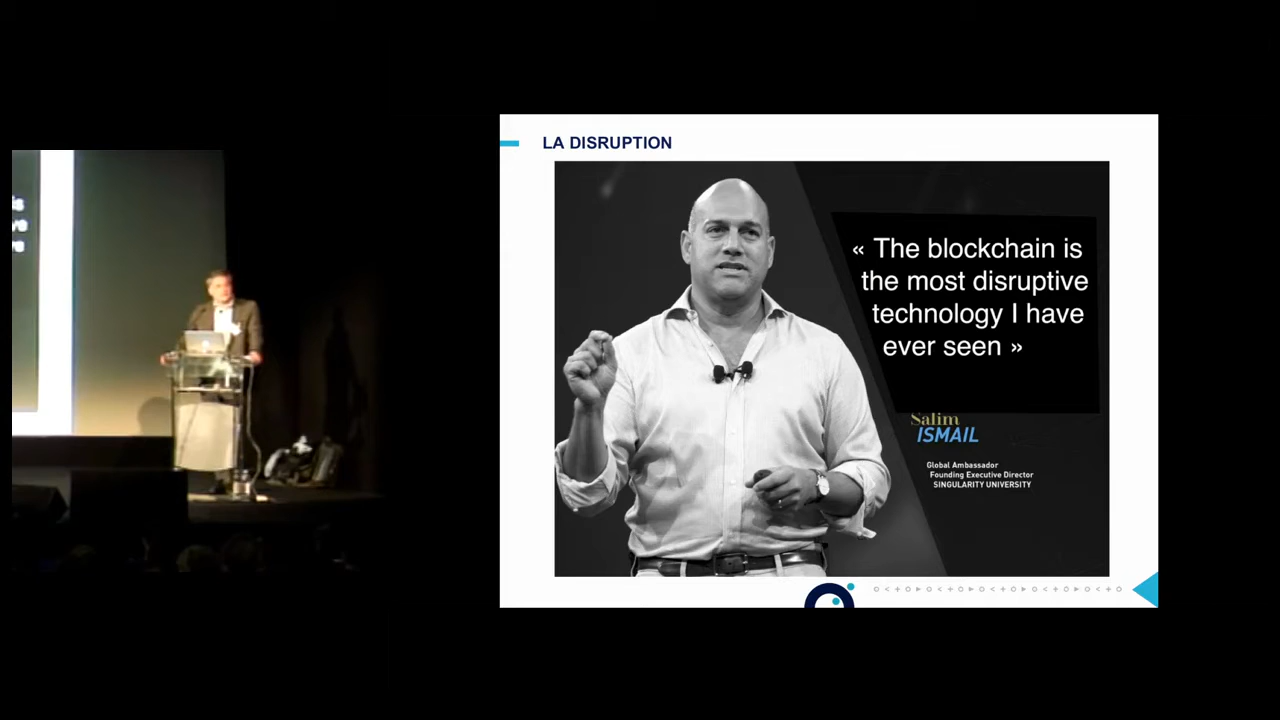 LA DISRUPTION
« The blockchain is
the most disruptive
technology I have
ever seen »
Salim
ISMAIL
Global Ambassador
Founding Executive Director
SINGULARITY UNIVERSITY